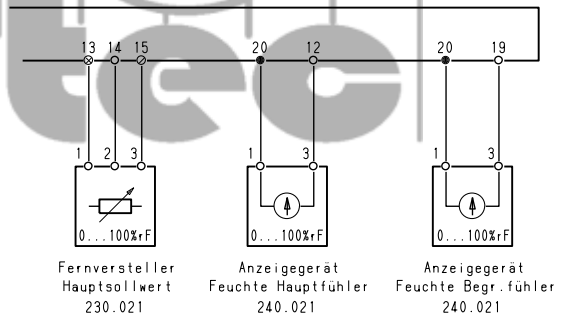 tec
13 14 15 20 12 20 19
1 2 3 1 3 1 3
0...100%rF 0...100%rF 0...100%rF
Fernversteller Anzeigegerät Anzeigegerät
Hauptsollwert Feuchte Hauptfühler Feuchte Begr.fühler
230.021 240.021 240.021